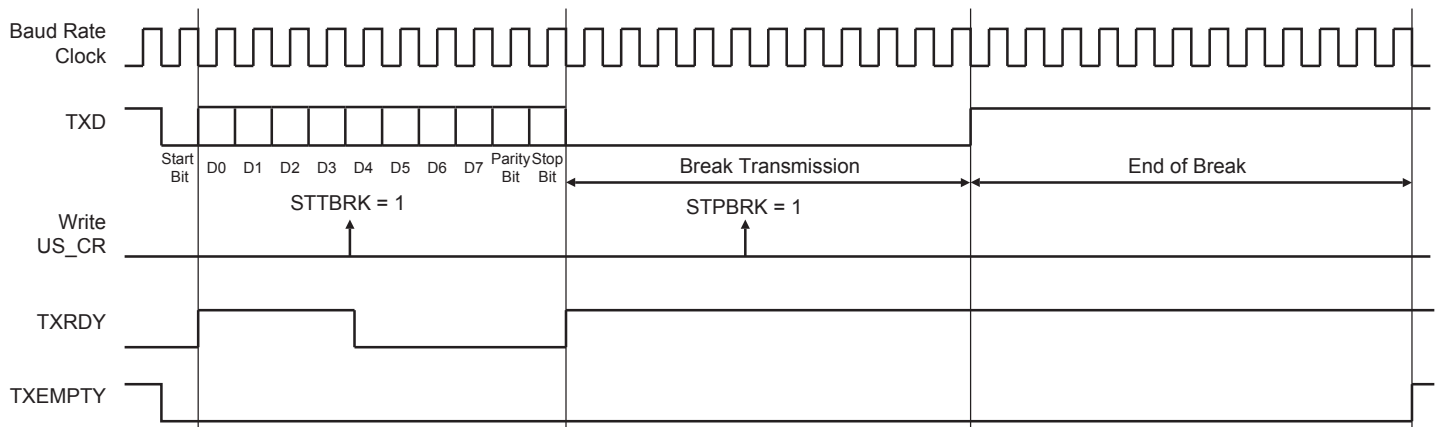 Baud Rate
Clock
TXD
Start
Bit
D0 D1 D2 D3 D4 D5 D6 D7
Parity
Bit
Stop
Bit
Break Transmission
End of Break
STTBRK = 1
STPBRK = 1
Write
US_CR
TXRDY
TXEMPTY